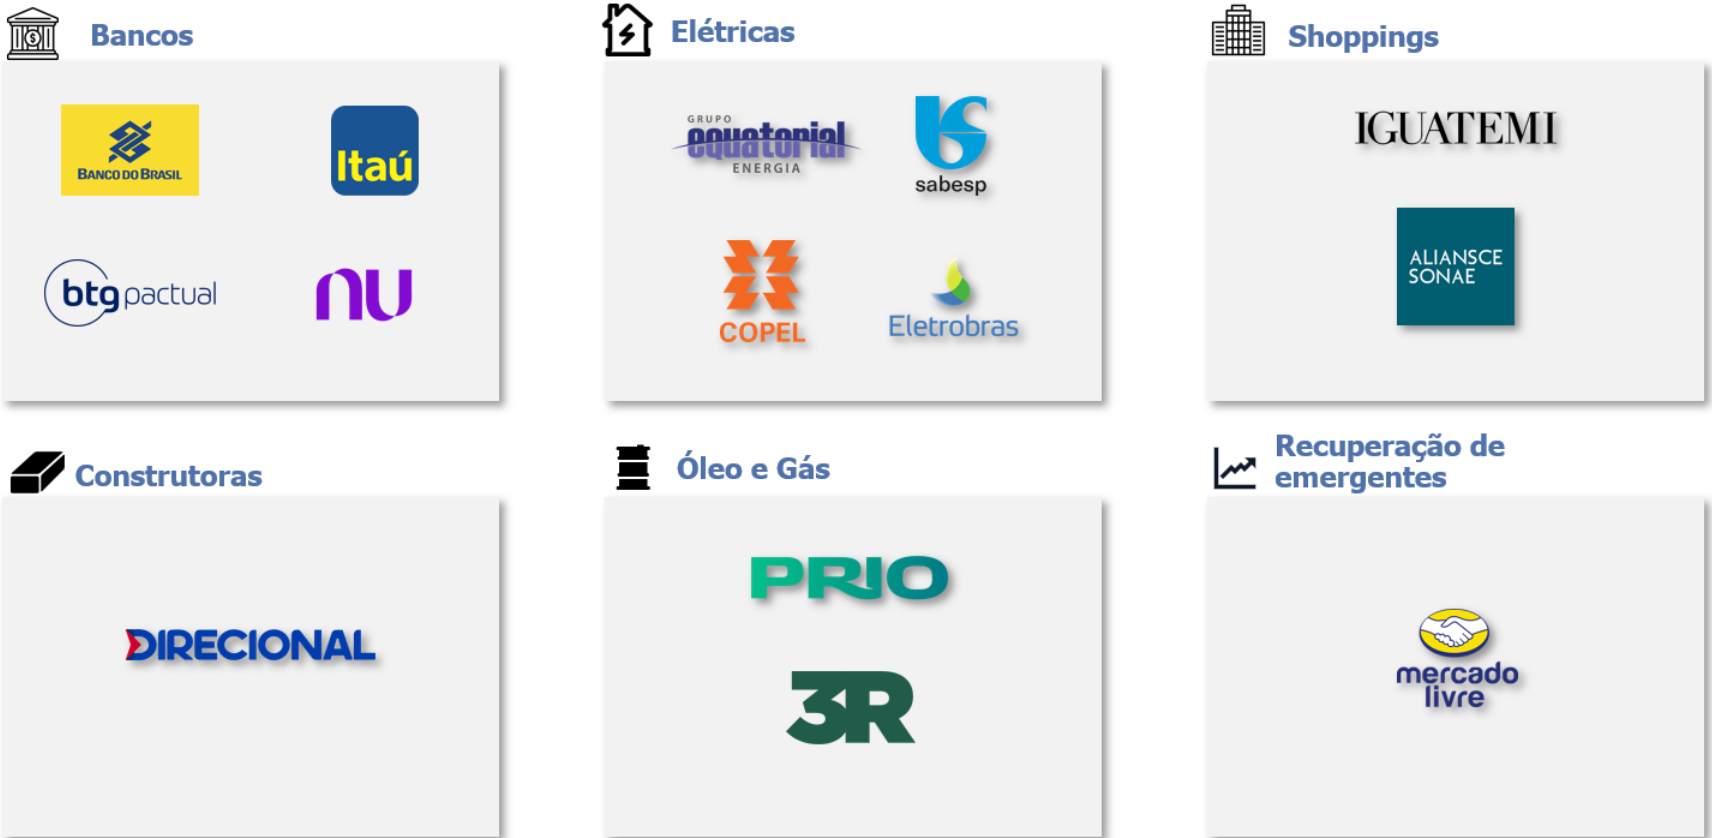 Bancos
BANCO DO BRASIL
Itaú
btg pactual
nu
Elétricas
GRUPO
equatorial
ENERGIA
sabesp
COPEL
Eletrobras
Shoppings
IGUATEMI
ALIANSCE
SONAE
Construtoras
DIRECIONAL
Óleo e Gás
PRIO
3R
Recuperação de
emergentes
mercado
livre